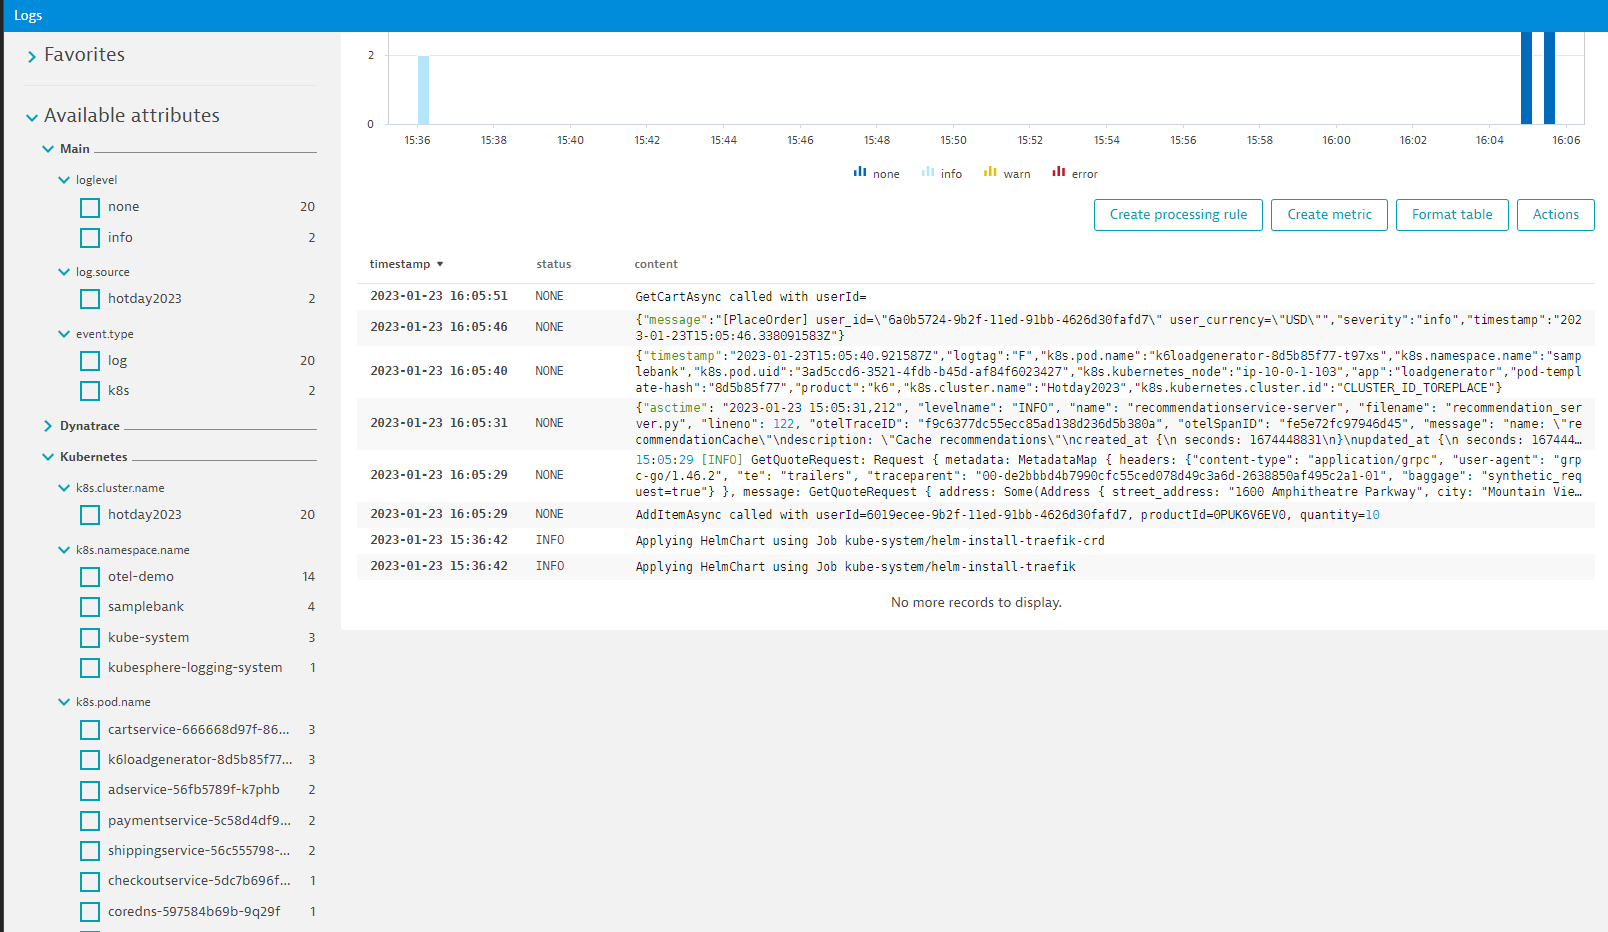 Logs
Favorites
Available attributes
Main
loglevel
none 20
info 2
log.source
hotday2023 2
event.type
log 20
k8s 2
Dynatrace
Kubernetes
k8s.cluster.name
hotday2023 20
k8s.namespace.name
otel-demo 14
samplebank 4
kube-system 3
kubesphere-logging-system 1
k8s.pod.name
cartservice-666668d97f-86... 3
k6loadgenerator-8d5b85f77... 3
adservice-56fb5789f-k7phb 2
paymentservice-5c58d4df9... 2
shippingservice-56c555798-... 2
checkoutservice-5dc7b696f... 1
coredns-597584b69b-9q29f 1
2
0
15:36 15:38 15:40 15:42 15:44 15:46 15:48 15:50 15:52 15:54 15:56 15:58 16:00 16:02 16:04 16:06
none info warn error
Create processing rule Create metric Format table Actions
timestamp ▼ status content
2023-01-23 16:05:51 NONE GetCartAsync called with userId=
2023-01-23 16:05:46 NONE {"message":"[PlaceOrder] user_id=\"6a0b5724-9b2f-11ed-91bb-4626d30fafd7\" user_currency=\"USD\"","severity":"info","timestamp":"202
3-01-23T15:05:46.338091583Z"}
2023-01-23 16:05:40 NONE {"timestamp":"2023-01-23T15:05:40.921587Z","logtag":"F","k8s.pod.name":"k6loadgenerator-8d5b85f77-t97xs","k8s.namespace.name":"samp
lebank","k8s.pod.uid":"3ad5ccd6-3521-4fdb-b45d-af84f6023427","k8s.kubernetes_node":"ip-10-0-1-103","app":"loadgenerator","pod-templ
ate-hash":"8d5b85f77","product":"k6","k8s.cluster.name":"Hotday2023","k8s.kubernetes.cluster.id":"CLUSTER_ID_TOREPLACE"}
2023-01-23 16:05:31 NONE {"asctime": "2023-01-23 15:05:31,212", "levelname": "INFO", "name": "recommendationservice-server", "filename": "recommendation_ser
ver.py", "lineno": 122, "otelTraceID": "f9c6377dc55ecc85ad138d236d5b380a", "otelSpanID": "fe5e72fc97946d45", "message": "name: \"re
commendationCache\"\ndescription: \"Cache recommendations\"\ncreated_at {\n seconds: 1674448831\n}\nupdated_at {\n seconds: 167444…
2023-01-23 16:05:29 NONE 15:05:29 [INFO] GetQuoteRequest: Request { metadata: MetadataMap { headers: {"content-type": "application/grpc", "user-agent": "grp
c-go/1.46.2", "te": "trailers", "traceparent": "00-de2bbbd4b7990cfc55ced078d49c3a6d-2638850af495c2a1-01", "baggage": "synthetic_req
uest=true"} }, message: GetQuoteRequest { address: Some(Address { street_address: "1600 Amphitheatre Parkway", city: "Mountain Vie…
2023-01-23 16:05:29 NONE AddItemAsync called with userId=6019ecee-9b2f-11ed-91bb-4626d30fafd7, productId=0PUK6V6EV0, quantity=10
2023-01-23 15:36:42 INFO Applying HelmChart using Job kube-system/helm-install-traefik-crd
2023-01-23 15:36:42 INFO Applying HelmChart using Job kube-system/helm-install-traefik
No more records to display.